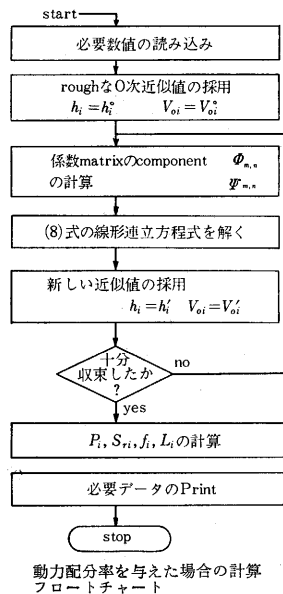 start
必要数値の読み込み
roughなO次近似値の採用
hi=hi° Voi=Voi°
係数matrixのcomponent Φm,n
の計算 Ψm,n
(8)式の線形連立方程式を解く
新しい近似値の採用
hi=hi′ Voi=Voi′
十分
収束したか
?
no
yes
Pi, Sri, fi, Liの計算
必要データのPrint
stop
動力配分率を与えた場合の計算
フロートチャート